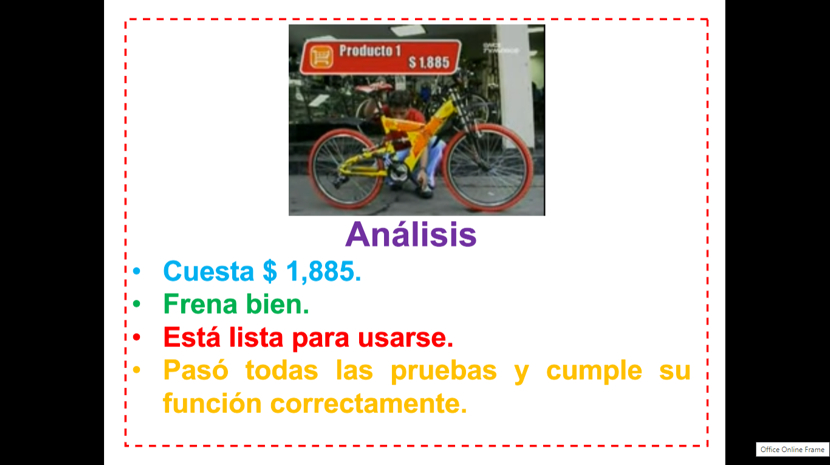 Producto 1
$ 1,885
ONCE
Análisis
• Cuesta $ 1,885.
• Frena bien.
• Está lista para usarse.
• Pasó todas las pruebas y cumple su
función correctamente.
Office Online Frame